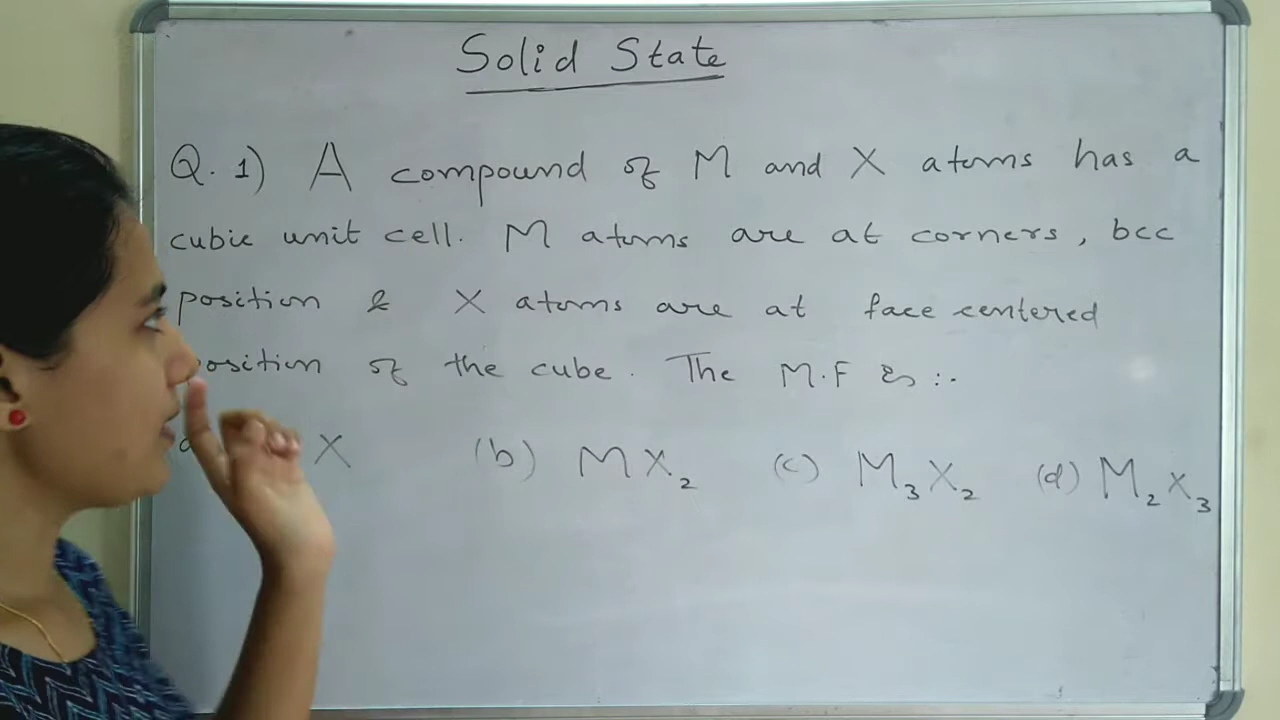 Solid State
Q. 1) A compound of M and X atoms has a
cubic unit cell. M atoms are at corners, bcc
position & X atoms are at face centered
of the cube. The M.F is :-
X (b) MX₂ (c) M₃X₂ (d) M₂X₃